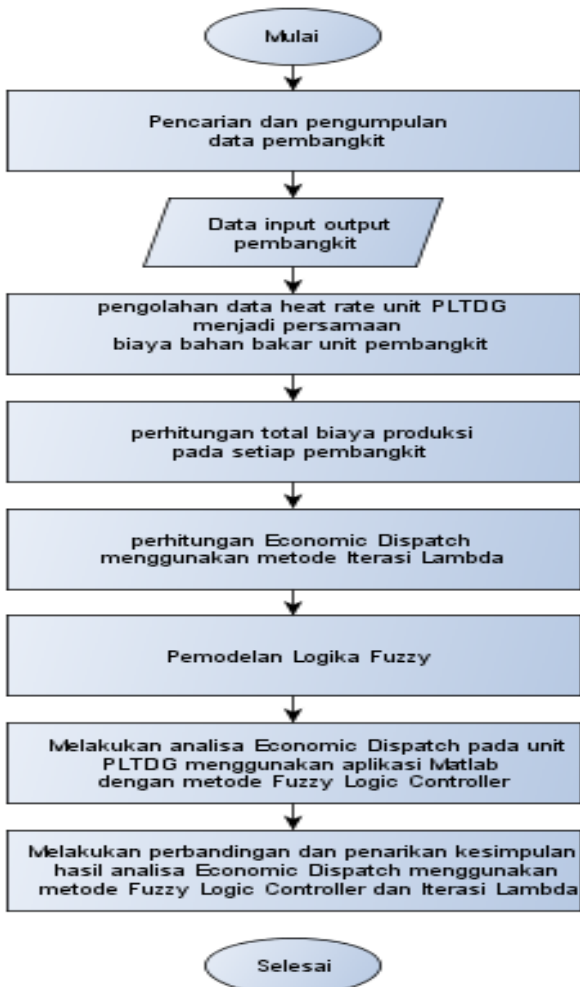 Mulai
Pencarian dan pengumpulan
data pembangkit
Data input output
pembangkit
pengolahan data heat rate unit PLTDG
menjadi persamaan
biaya bahan bakar unit pembangkit
perhitungan total biaya produksi
pada setiap pembangkit
perhitungan Economic Dispatch
menggunakan metode Iterasi Lambda
Pemodelan Logika Fuzzy
Melakukan analisa Economic Dispatch pada unit
PLTDG menggunakan aplikasi Matlab
dengan metode Fuzzy Logic Controller
Melakukan perbandingan dan penarikan kesimpulan
hasil analisa Economic Dispatch menggunakan
metode Fuzzy Logic Controller dan Iterasi Lambda
Selesai